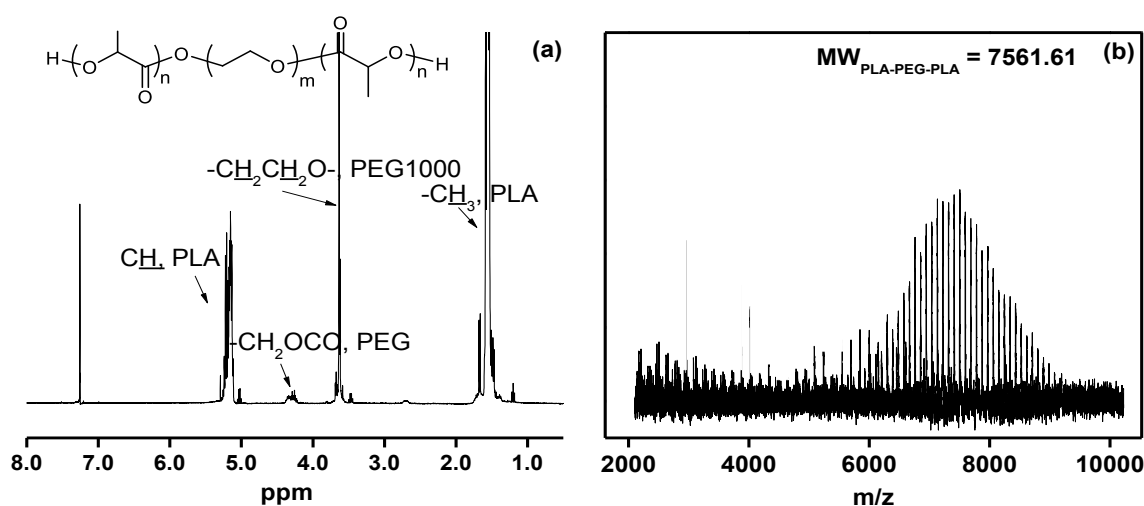 O
H
O
n
O
O
O
m
O
n
H
O
(a)
-CH₂CH₂O-, PEG1000
-CH₃, PLA
CH, PLA
-CH₂OCO, PEG
8.0 7.0 6.0 5.0 4.0 3.0 2.0 1.0
ppm
MW_PLA-PEG-PLA = 7561.61 (b)
2000 4000 6000 8000 10000
m/z